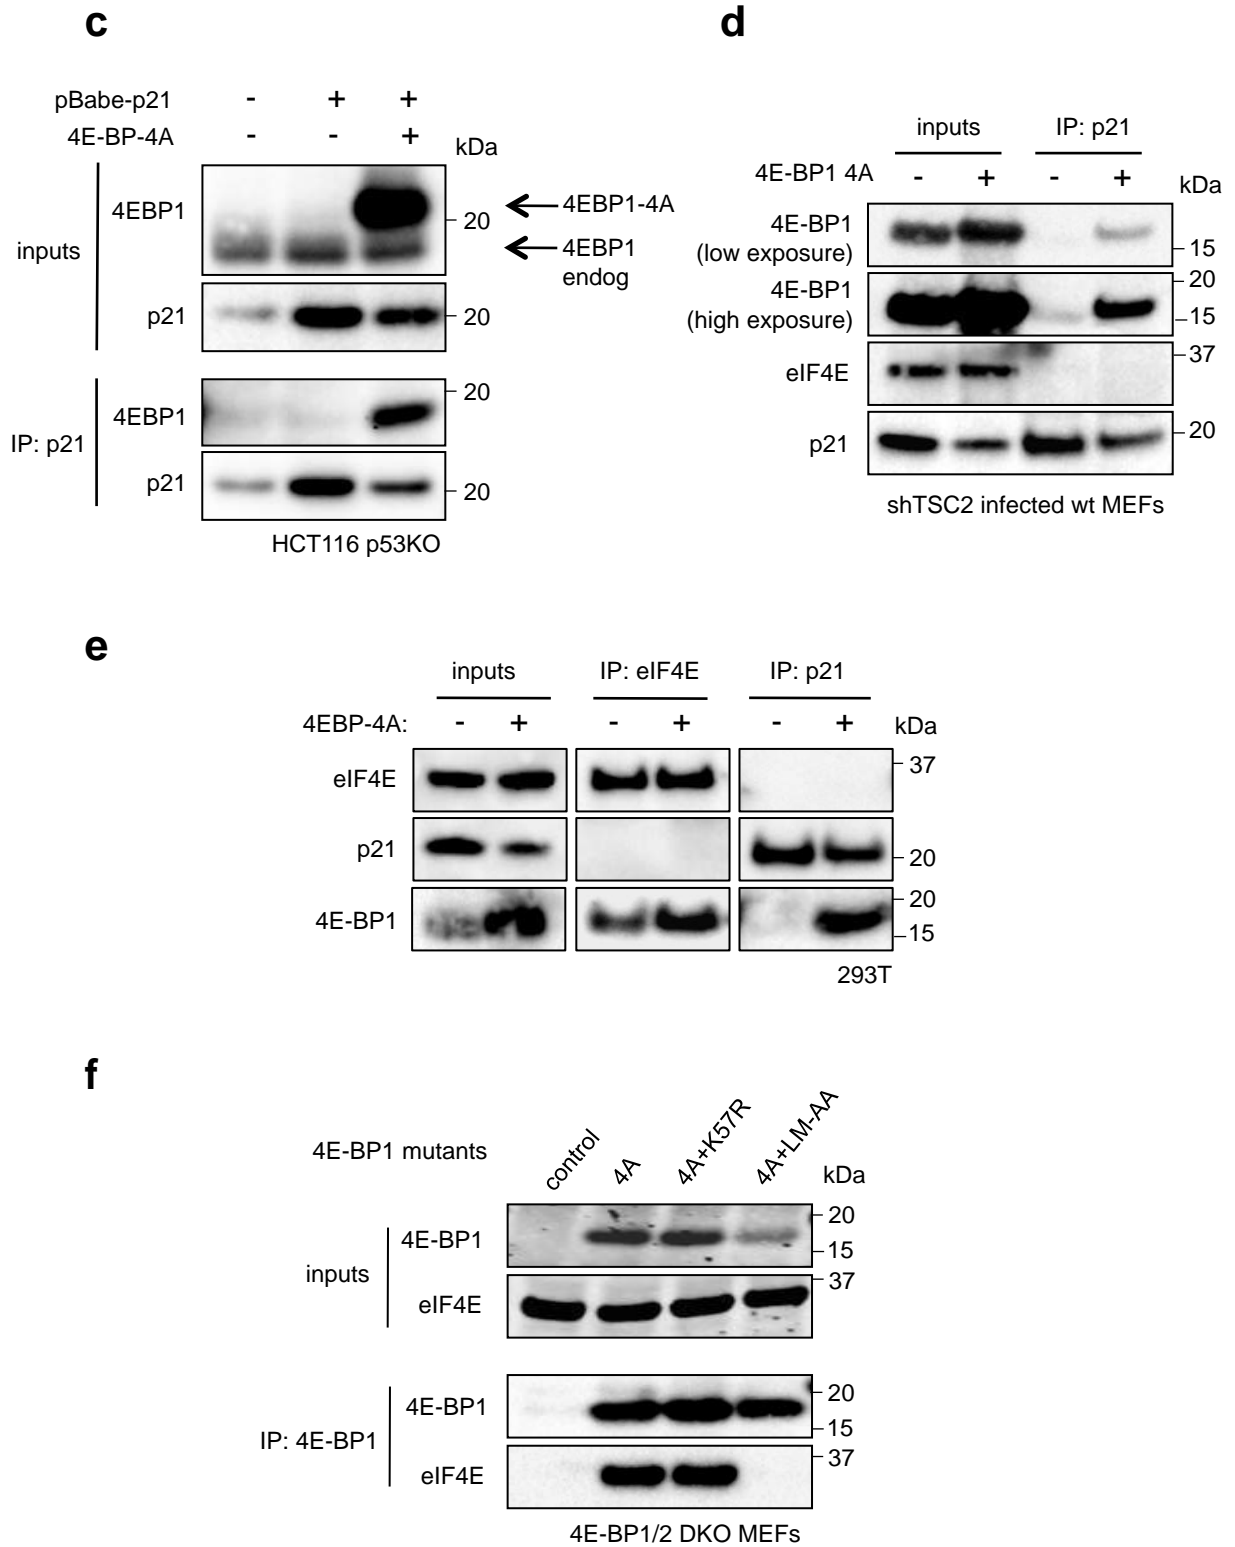 c
pBabe-p21 - + +
4E-BP-4A - - +
kDa
inputs
4EBP1
20
4EBP1-4A
4EBP1
endog
p21
20
IP: p21
4EBP1
20
p21
20
HCT116 p53KO
d
inputs IP: p21
4E-BP1 4A - + - +
kDa
4E-BP1
(low exposure)
15
4E-BP1
(high exposure)
20
15
eIF4E
37
p21
20
shTSC2 infected wt MEFs
e
inputs IP: eIF4E IP: p21
4EBP-4A: - + - + - + kDa
eIF4E
37
p21
20
4E-BP1
20
15
293T
f
4E-BP1 mutants
control 4A 4A+K57R 4A+LM-AA
kDa
inputs
4E-BP1
20
15
eIF4E
37
IP: 4E-BP1
4E-BP1
20
15
eIF4E
37
4E-BP1/2 DKO MEFs